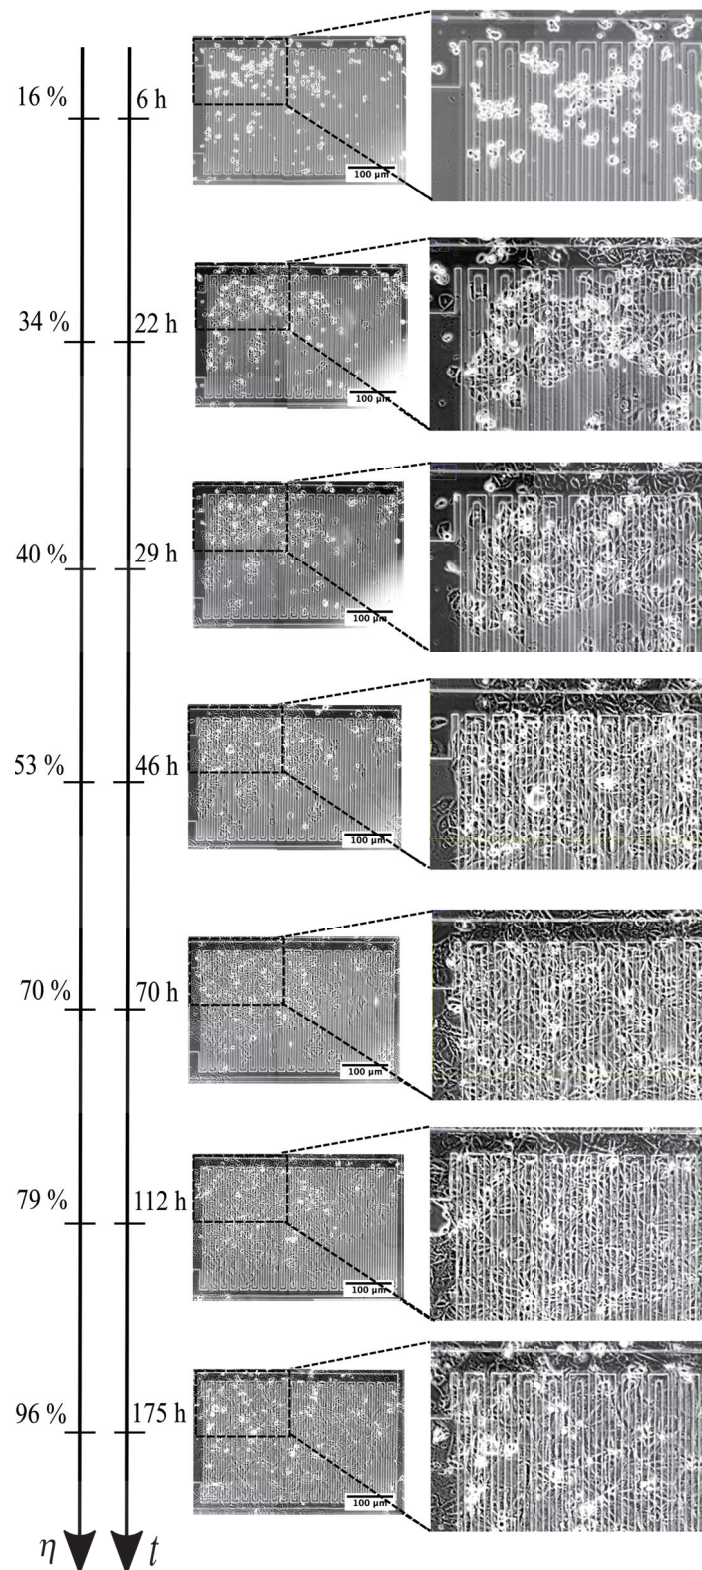 16 % 6 h
100 µm
34 % 22 h
100 µm
40 % 29 h
100 µm
53 % 46 h
100 µm
70 % 70 h
100 µm
79 % 112 h
100 µm
96 % 175 h
100 µm
η t